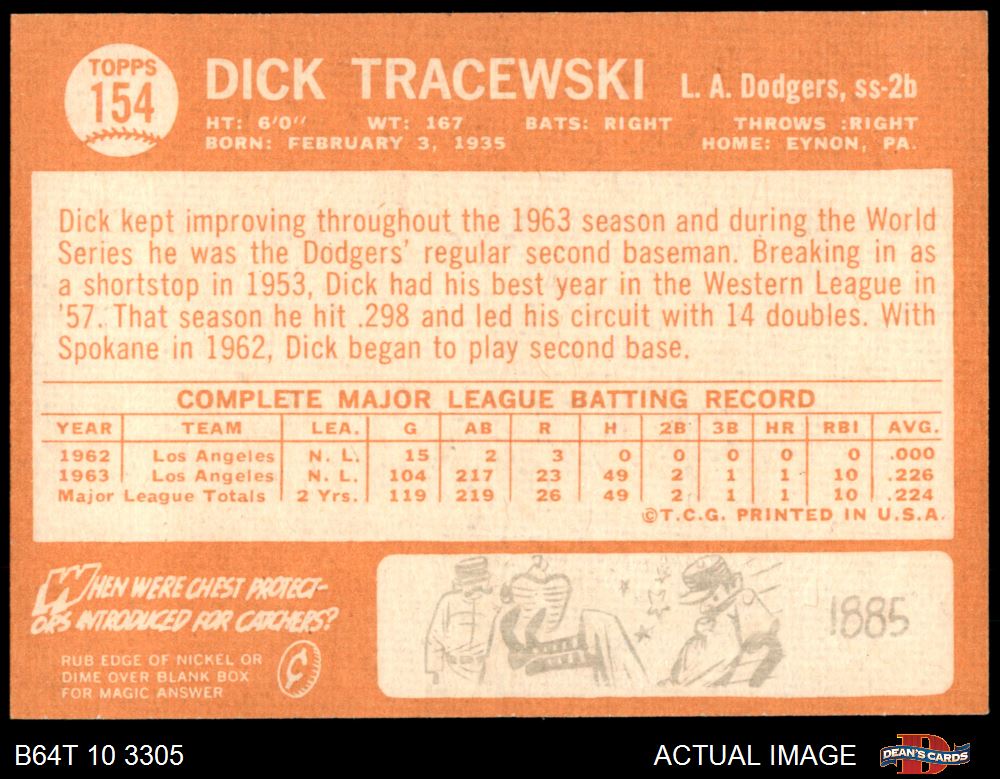 TOPPS
154
DICK TRACEWSKI L. A. Dodgers, ss-2b
HT: 6'0" WT: 167 BATS: RIGHT THROWS :RIGHT
BORN: FEBRUARY 3, 1935 HOME: EYNON, PA.
Dick kept improving throughout the 1963 season and during the World
Series he was the Dodgers' regular second baseman. Breaking in as
a shortstop in 1953, Dick had his best year in the Western League in
'57. That season he hit .298 and led his circuit with 14 doubles. With
Spokane in 1962, Dick began to play second base.
COMPLETE MAJOR LEAGUE BATTING RECORD
YEAR TEAM LEA. G AB R H 2B 3B HR RBI AVG.
1962 Los Angeles N. L. 15 2 3 0 0 0 0 0 .000
1963 Los Angeles N. L. 104 217 23 49 2 1 1 10 .226
Major League Totals 2 Yrs. 119 219 26 49 2 1 1 10 .224
©T.C.G. PRINTED IN U.S.A.
WHEN WERE CHEST PROTECT-
ORS INTRODUCED FOR CATCHERS?
RUB EDGE OF NICKEL OR
DIME OVER BLANK BOX
FOR MAGIC ANSWER
¢
1885
B64T 10 3305 ACTUAL IMAGE DEAN'S CARDS